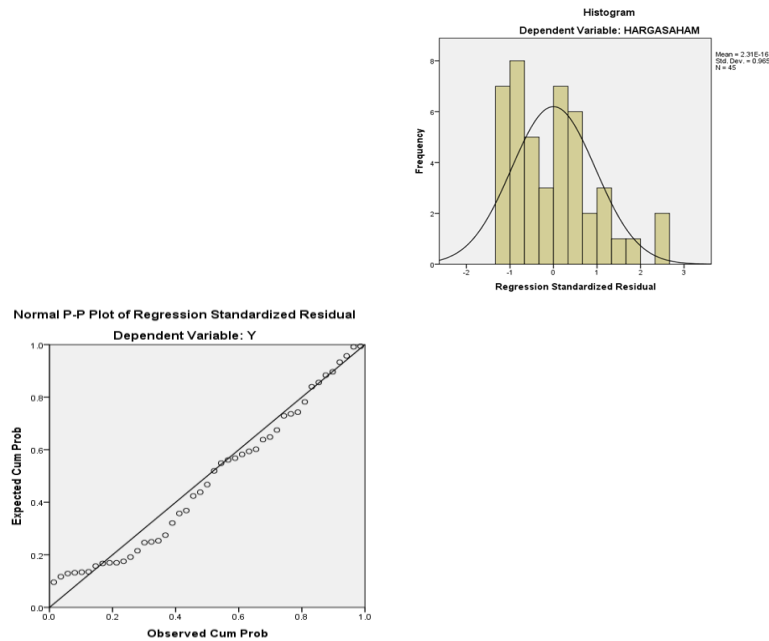 Histogram
Dependent Variable: HARGASAHAM
Mean = 2.31E-16
Std. Dev. = 0.965
N = 45
Frequency
8
6
4
2
0
-2 -1 0 1 2 3
Regression Standardized Residual
Normal P-P Plot of Regression Standardized Residual
Dependent Variable: Y
Expected Cum Prob
1.0
0.8
0.6
0.4
0.2
0.0
0.0 0.2 0.4 0.6 0.8 1.0
Observed Cum Prob